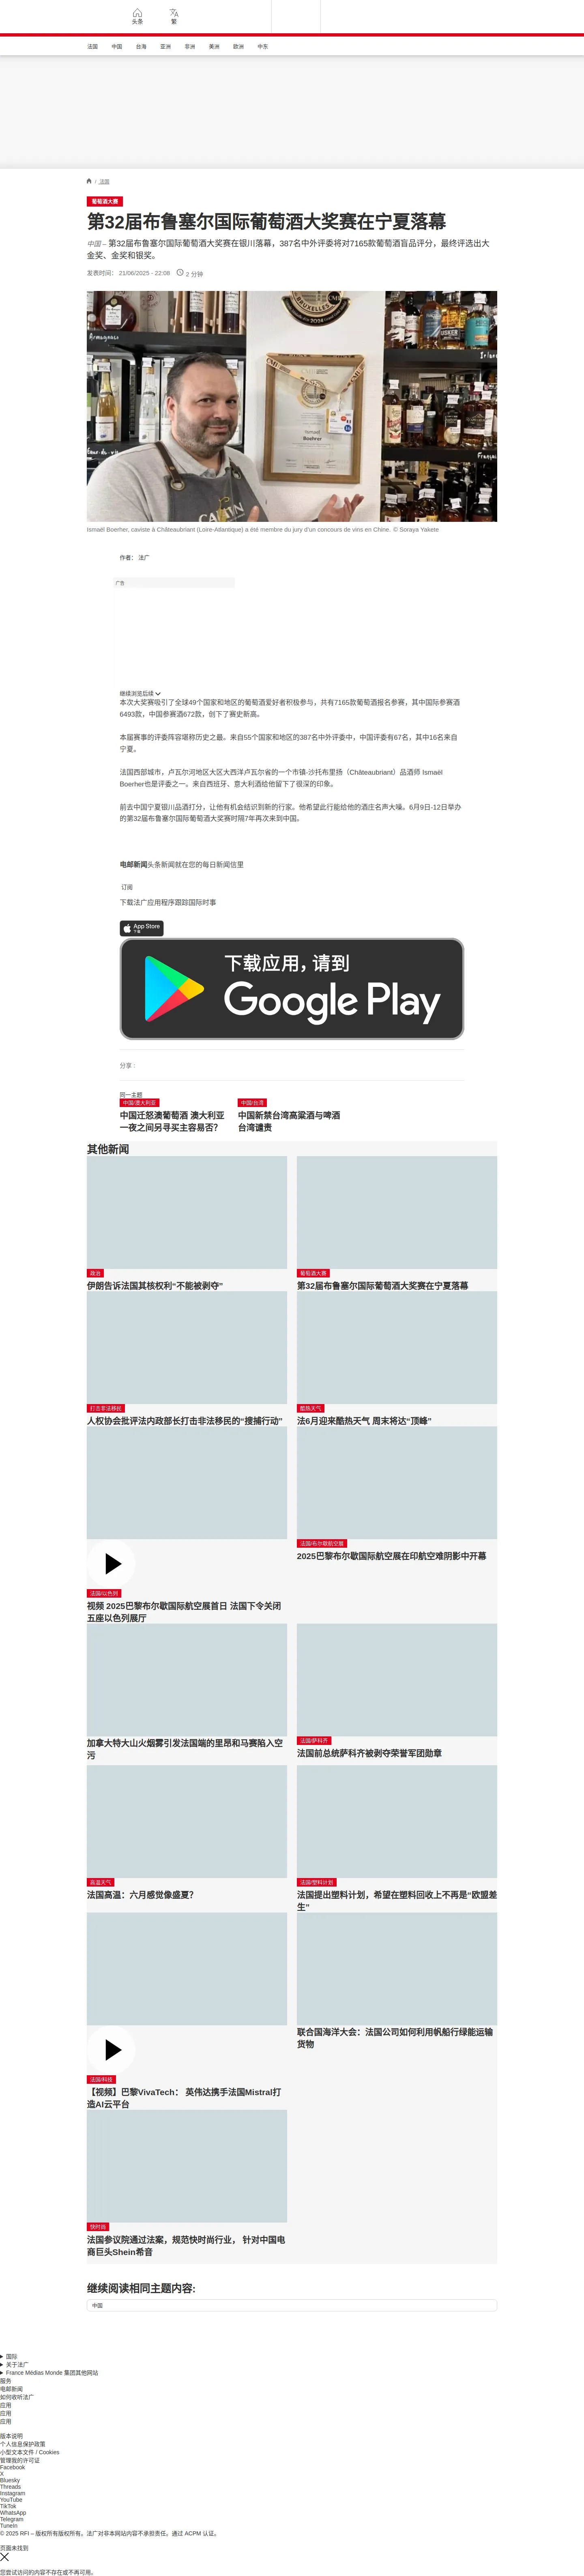 头条
繁
法国
中国
台海
亚洲
非洲
美洲
欧洲
中东
/ 法国
葡萄酒大赛
第32届布鲁塞尔国际葡萄酒大奖赛在宁夏落幕
中国 – 第32届布鲁塞尔国际葡萄酒大奖赛在银川落幕，387名中外评委将对7165款葡萄酒盲品评分，最终评选出大
金奖、金奖和银奖。
发表时间： 21/06/2025 - 22:08
2 分钟
Armagnacs
BRUXELLES
2024
Ismaël
Boehrer
CAVAVIN
Ismaël Boerher, caviste à Châteaubriant (Loire-Atlantique) a été membre du jury d'un concours de vins en Chine. © Soraya Yakete
作者： 法广
广告
继续浏览后续
本次大奖赛吸引了全球49个国家和地区的葡萄酒爱好者积极参与，共有7165款葡萄酒报名参赛，其中国际参赛酒
6493款，中国参赛酒672款，创下了赛史新高。
本届赛事的评委阵容堪称历史之最。来自55个国家和地区的387名中外评委中，中国评委有67名，其中16名来自
宁夏。
法国西部城市，卢瓦尔河地区大区大西洋卢瓦尔省的一个市镇-沙托布里扬（Châteaubriant）品酒师 Ismaël
Boerher也是评委之一。来自西班牙、意大利酒给他留下了很深的印象。
前去中国宁夏银川品酒打分，让他有机会结识到新的行家。他希望此行能给他的酒庄名声大噪。6月9日-12日举办
的第32届布鲁塞尔国际葡萄酒大奖赛时隔7年再次来到中国。
电邮新闻头条新闻就在您的每日新闻信里
订阅
下载法广应用程序跟踪国际时事
App Store
下载
下载应用，请到
Google Play
分享 :
同一主题
中国/澳大利亚
中国迁怒澳葡萄酒 澳大利亚
一夜之间另寻买主容易否？
中国/台湾
中国新禁台湾高粱酒与啤酒
台湾谴责
其他新闻
政治
伊朗告诉法国其核权利“不能被剥夺”
葡萄酒大赛
第32届布鲁塞尔国际葡萄酒大奖赛在宁夏落幕
打击非法移民
人权协会批评法内政部长打击非法移民的“搜捕行动”
酷热天气
法6月迎来酷热天气 周末将达“顶峰”
法国/以色列
视频 2025巴黎布尔歇国际航空展首日 法国下令关闭
五座以色列展厅
法国/布尔歇航空展
2025巴黎布尔歇国际航空展在印航空难阴影中开幕
加拿大特大山火烟雾引发法国端的里昂和马赛陷入空
污
法国/萨科齐
法国前总统萨科齐被剥夺荣誉军团勋章
高温天气
法国高温：六月感觉像盛夏？
法国/塑料计划
法国提出塑料计划，希望在塑料回收上不再是“欧盟差
生”
法国/科技
【视频】巴黎VivaTech： 英伟达携手法国Mistral打
造AI云平台
联合国海洋大会：法国公司如何利用帆船行绿能运输
货物
快时尚
法国参议院通过法案，规范快时尚行业， 针对中国电
商巨头Shein希音
继续阅读相同主题内容:
中国
国际
关于法广
France Médias Monde 集团其他网站
服务
电邮新闻
如何收听法广
应用
应用
应用
版本说明
个人信息保护政策
小型文本文件 / Cookies
管理我的许可证
Facebook
X
Bluesky
Threads
Instagram
YouTube
TikTok
WhatsApp
Telegram
TuneIn
© 2025 RFI – 版权所有版权所有。法广对非本网站内容不承担责任。通过 ACPM 认证。
页面未找到
您尝试访问的内容不存在或不再可用。